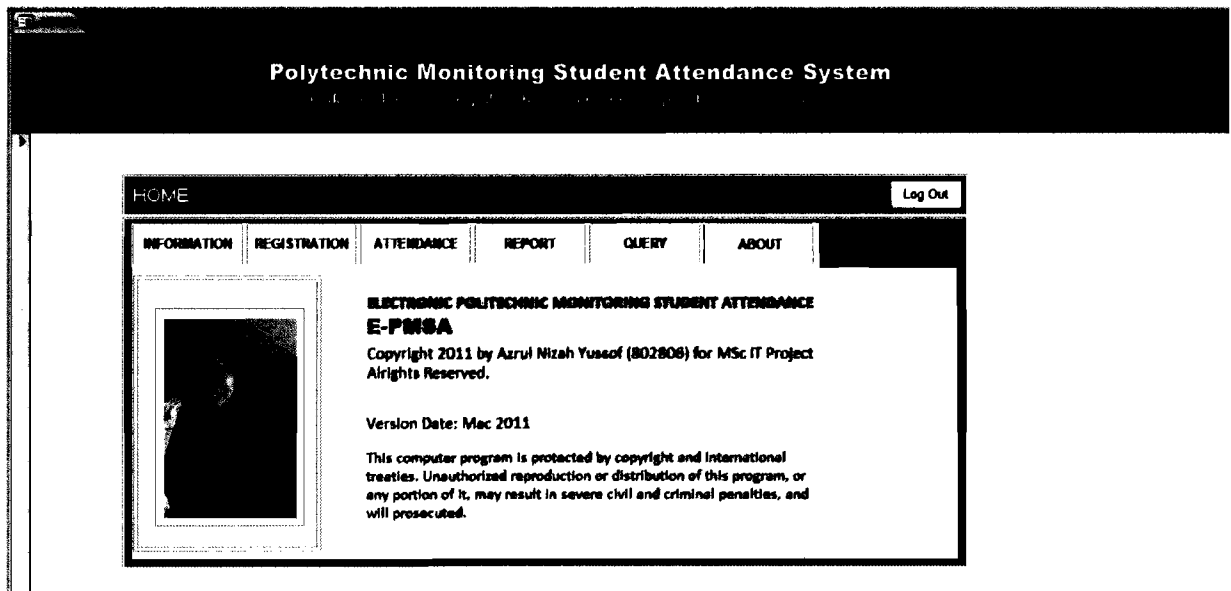 Polytechnic Monitoring Student Attendance System
HOME
Log Out
INFORMATION REGISTRATION ATTENDANCE REPORT QUERY ABOUT
ELECTRONIC POLITECHNIC MONITORING STUDENT ATTENDANCE
E-PMSA
Copyright 2011 by Azrul Nizah Yussof (802806) for MSc IT Project
Alrights Reserved.
Version Date: Mac 2011
This computer program is protected by copyright and international
treaties. Unauthorized reproduction or distribution of this program, or
any portion of it, may result in severe civil and criminal penalties, and
will prosecuted.